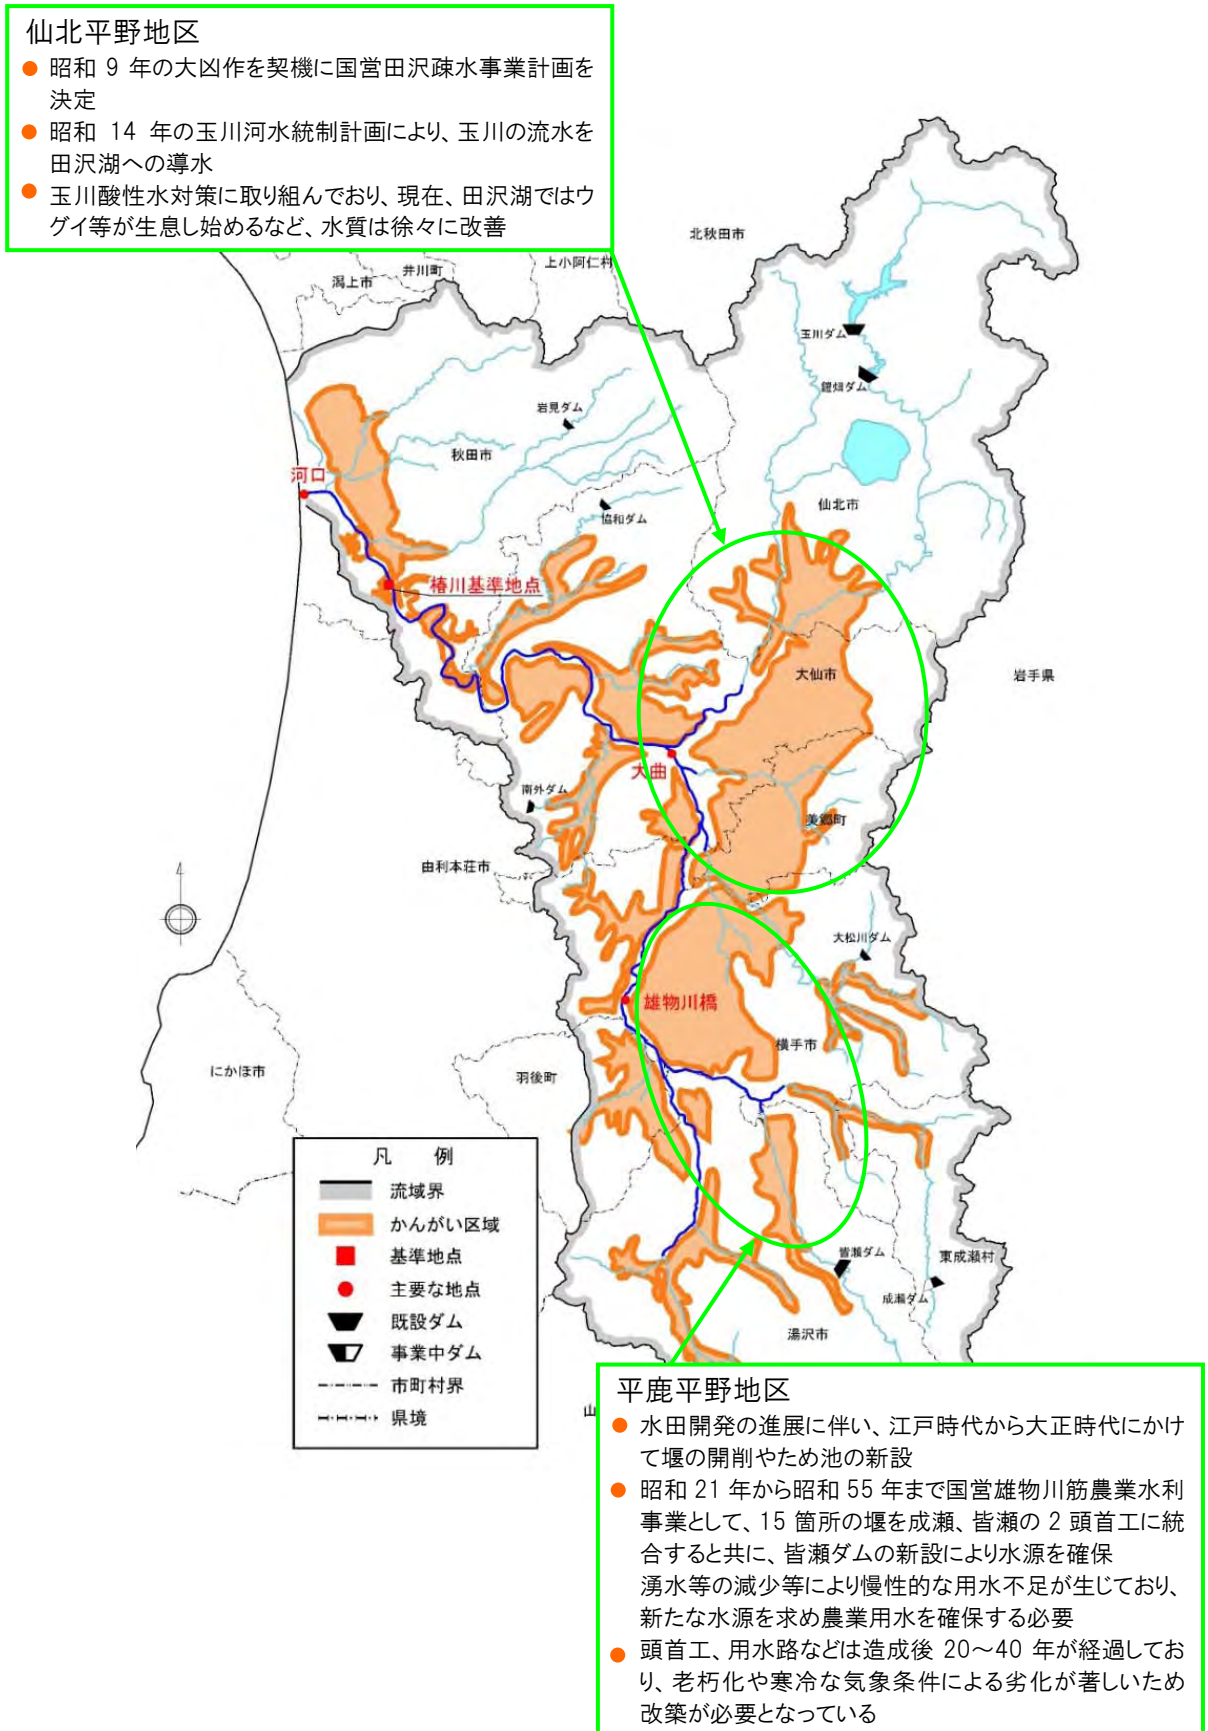 仙北平野地区
● 昭和 9 年の大凶作を契機に国営田沢疎水事業計画を
決定
● 昭和 14 年の玉川河水統制計画により、玉川の流水を
田沢湖への導水
● 玉川酸性水対策に取り組んでおり、現在、田沢湖ではウ
グイ等が生息し始めるなど、水質は徐々に改善
北秋田市
上小阿仁村
井川町
潟上市
玉川ダム
鎧畑ダム
岩見ダム
秋田市
河口
仙北市
協和ダム
椿川基準地点
大仙市
岩手県
大曲
南外ダム
美郷町
由利本荘市
大松川ダム
雄物川橋
横手市
にかほ市
羽後町
凡 例
流域界
かんがい区域
基準地点
主要な地点
既設ダム
事業中ダム
市町村界
県境
皆瀬ダム
東成瀬村
成瀬ダム
湯沢市
山
平鹿平野地区
● 水田開発の進展に伴い、江戸時代から大正時代にかけ
て堰の開削やため池の新設
● 昭和 21 年から昭和 55 年まで国営雄物川筋農業水利
事業として、15 箇所の堰を成瀬、皆瀬の 2 頭首工に統
合すると共に、皆瀬ダムの新設により水源を確保
湧水等の減少等により慢性的な用水不足が生じており、
新たな水源を求め農業用水を確保する必要
● 頭首工、用水路などは造成後 20～40 年が経過してお
り、老朽化や寒冷な気象条件による劣化が著しいため
改築が必要となっている